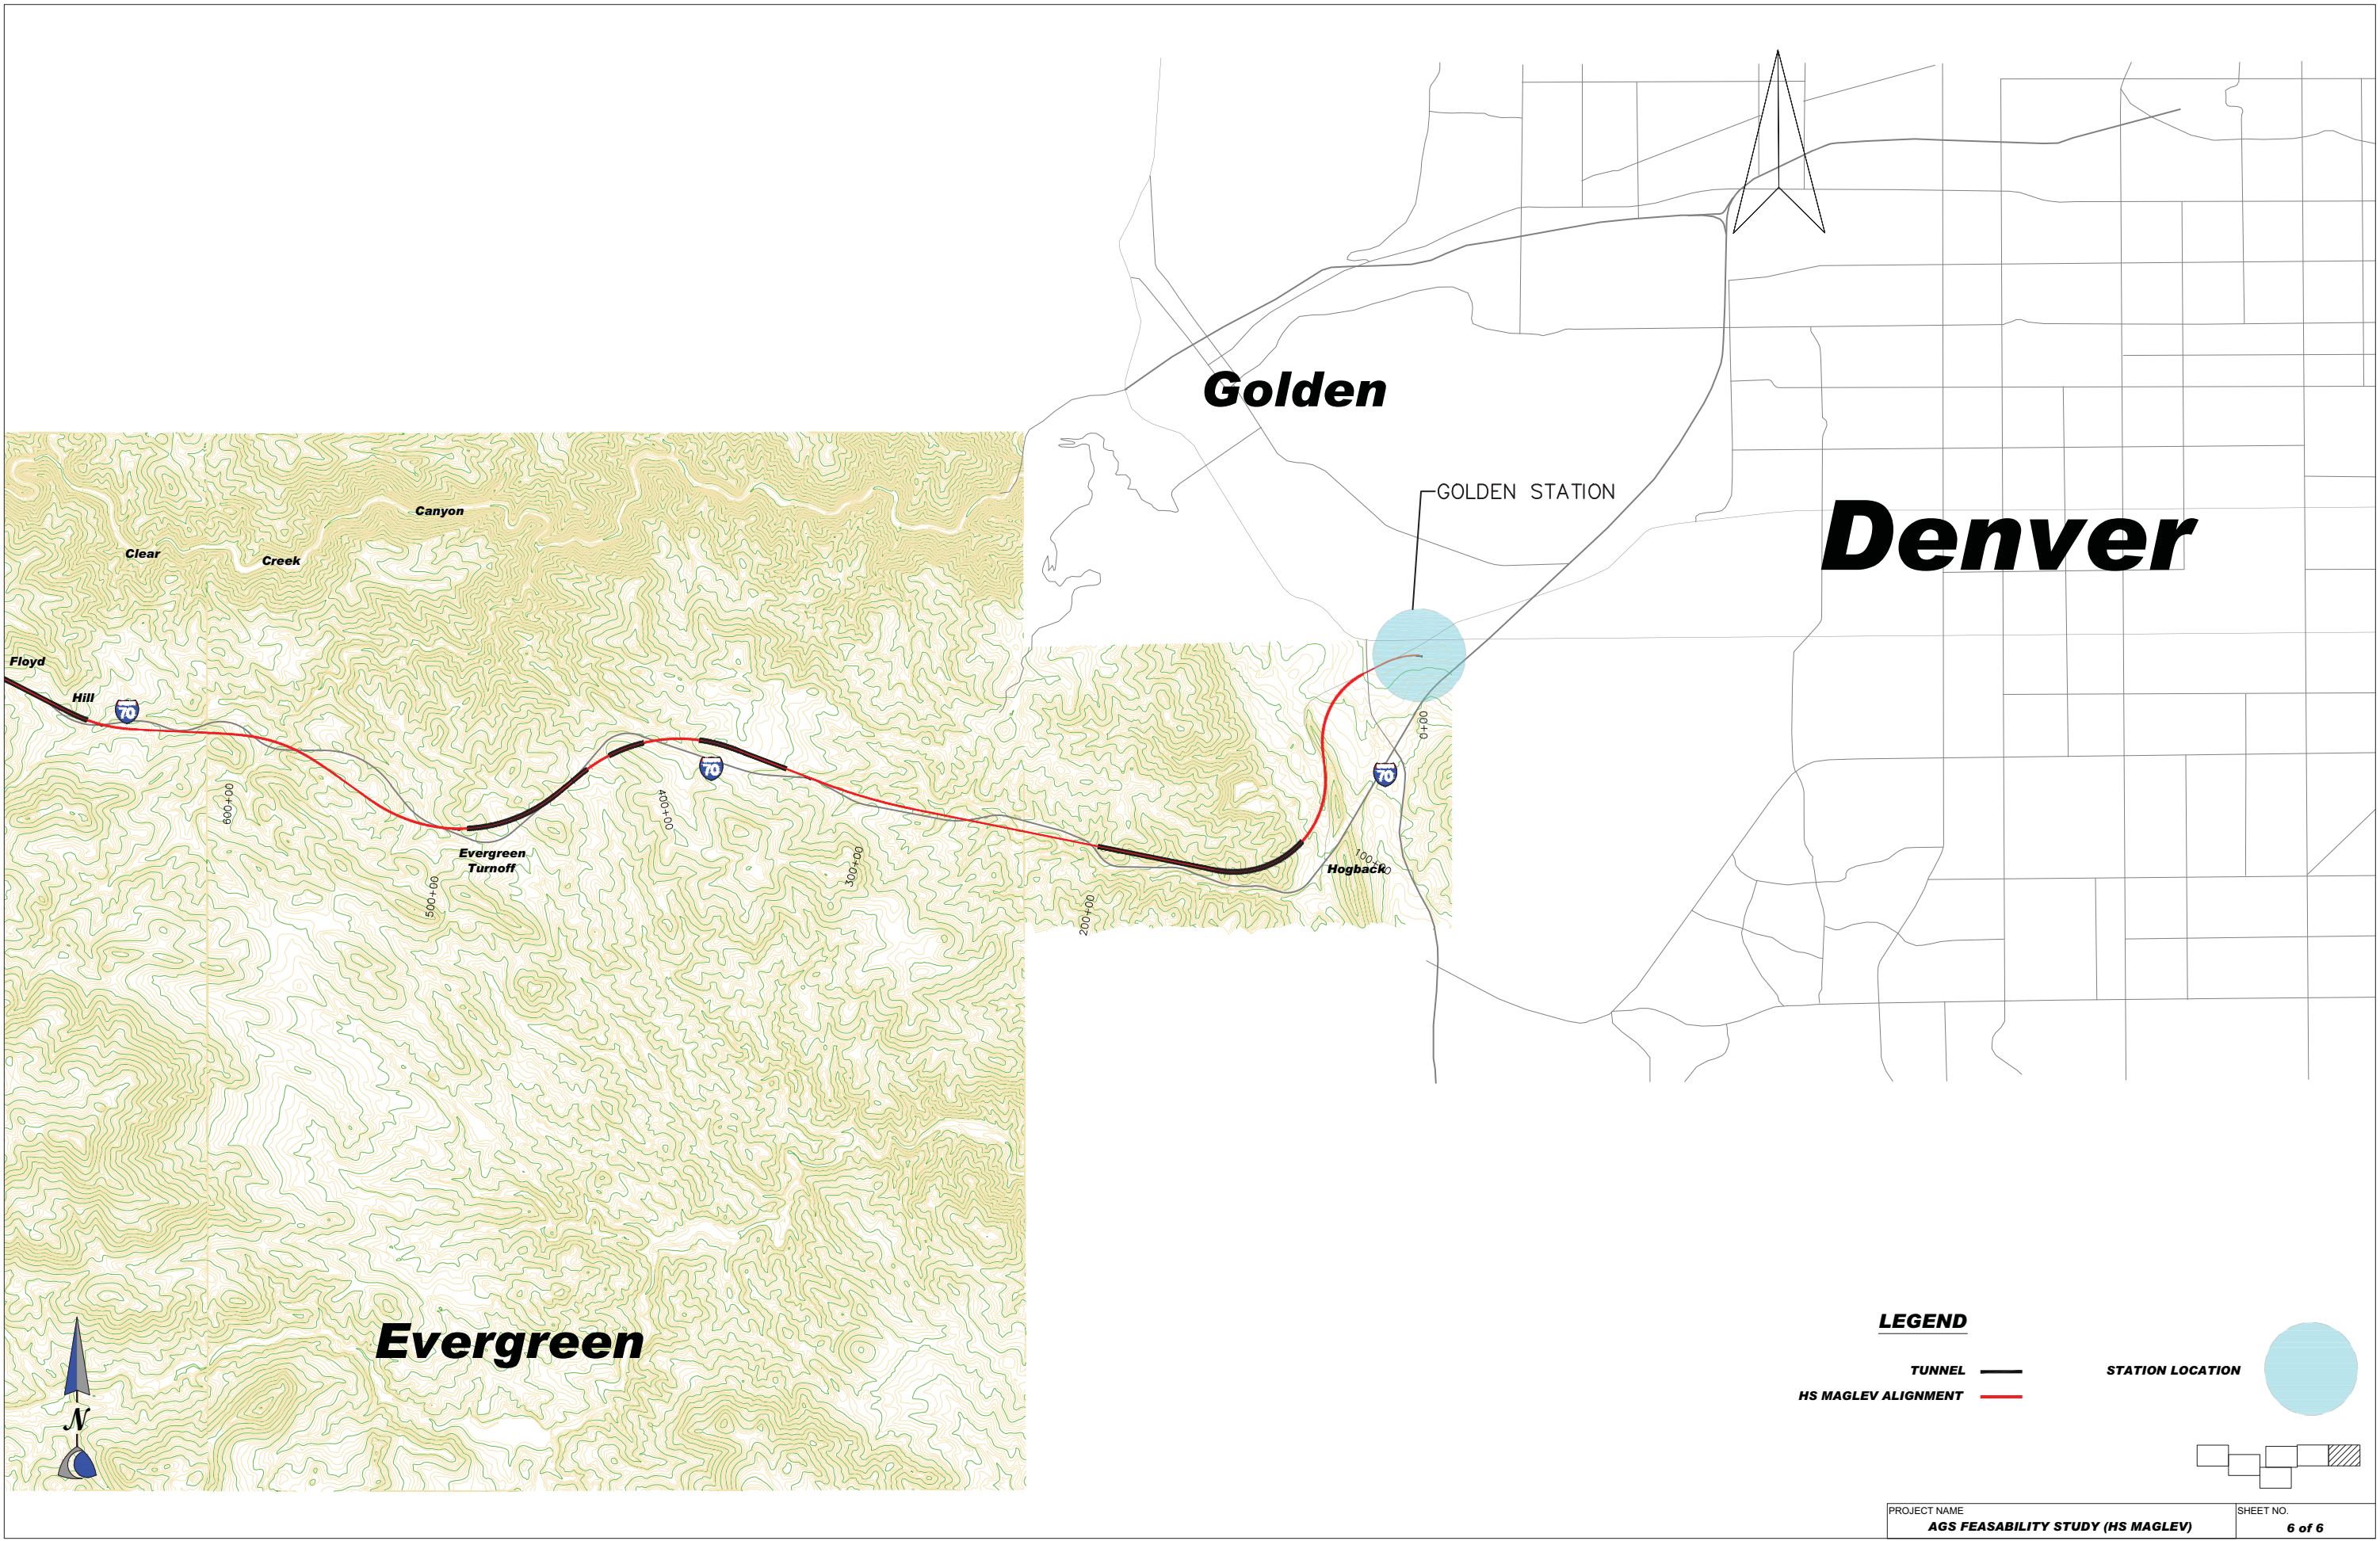 Golden
GOLDEN STATION
Denver
Canyon
Clear
Creek
Floyd
Hill
70
70
70
0+00
600+00
400+00
Evergreen
Turnoff
300+00
100+00
Hogback
500+00
200+00
Evergreen
N
LEGEND
TUNNEL
STATION LOCATION
HS MAGLEV ALIGNMENT
PROJECT NAME
SHEET NO.
AGS FEASABILITY STUDY (HS MAGLEV)
6 of 6